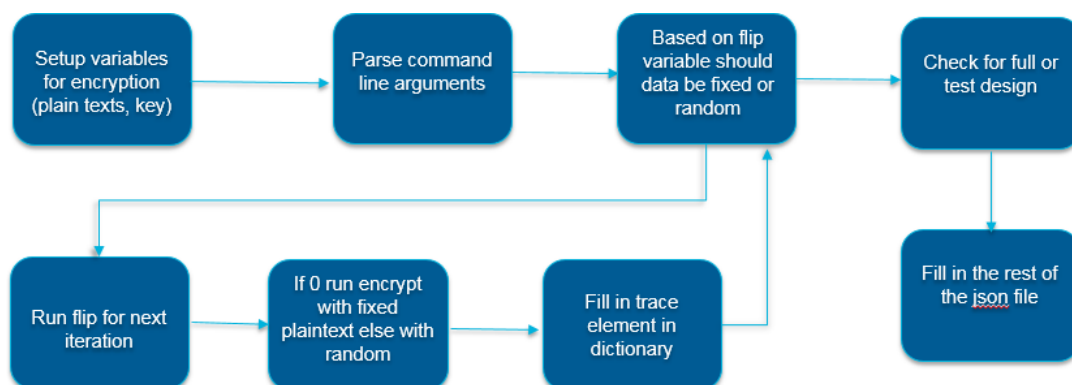 Setup variables
for encryption
(plain texts, key)
Parse command
line arguments
Based on flip
variable should
data be fixed or
random
Check for full or
test design
Run flip for next
iteration
If 0 run encrypt
with fixed
plaintext else with
random
Fill in trace
element in
dictionary
Fill in the rest of
the json file